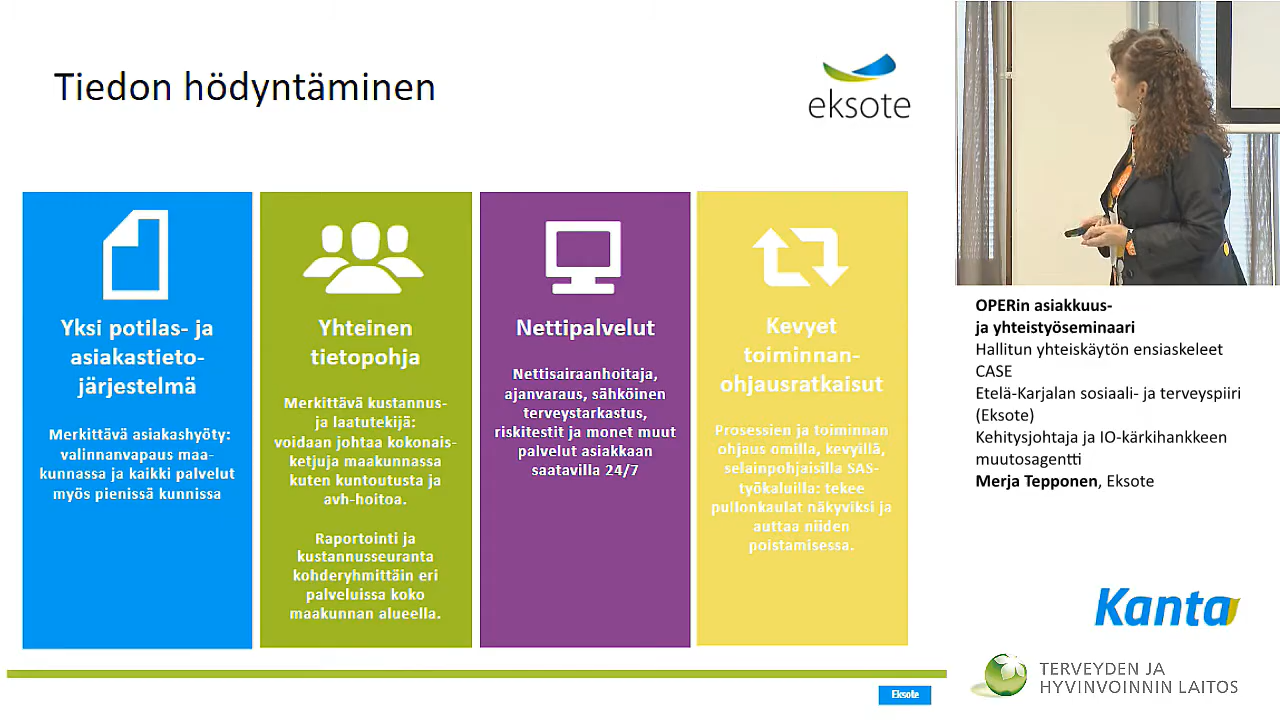 Tiedon hödyntäminen
eksote
Yksi potilas- ja
asiakastieto-
järjestelmä
Merkittävä asiakashyöty:
valinnanvapaus maa-
kunnassa ja kaikki palvelut
myös pienissä kunnissa
Yhteinen
tietopohja
Merkittävä kustannus-
ja laatutekijä:
voidaan johtaa kokonais-
ketjuja maakunnassa
kuten kuntoutusta ja
avh-hoitoa.
Raportointi ja
kustannusseuranta
kohderyhmittäin eri
palveluissa koko
maakunnan alueella.
Nettipalvelut
Nettisairaanhoitaja,
ajanvaraus, sähköinen
terveystarkastus,
riskitestit ja monet muut
palvelut asiakkaan
saatavilla 24/7
Kevyet
toiminnan-
ohjausratkaisut
Prosessien ja toiminnan
ohjaus omilla, kevyillä,
selainpohjaisilla SAS-
työkaluilla: tekee
pullonkaulat näkyviksi ja
auttaa niiden
poistamisessa.
Eksote
OPERin asiakkuus-
ja yhteistyöseminaari
Hallitun yhteiskäytön ensiaskeleet
CASE
Etelä-Karjalan sosiaali- ja terveyspiiri
(Eksote)
Kehitysjohtaja ja IO-kärkihankkeen
muutosagentti
Merja Tepponen, Eksote
Kanta
TERVEYDEN JA
HYVINVOINNIN LAITOS